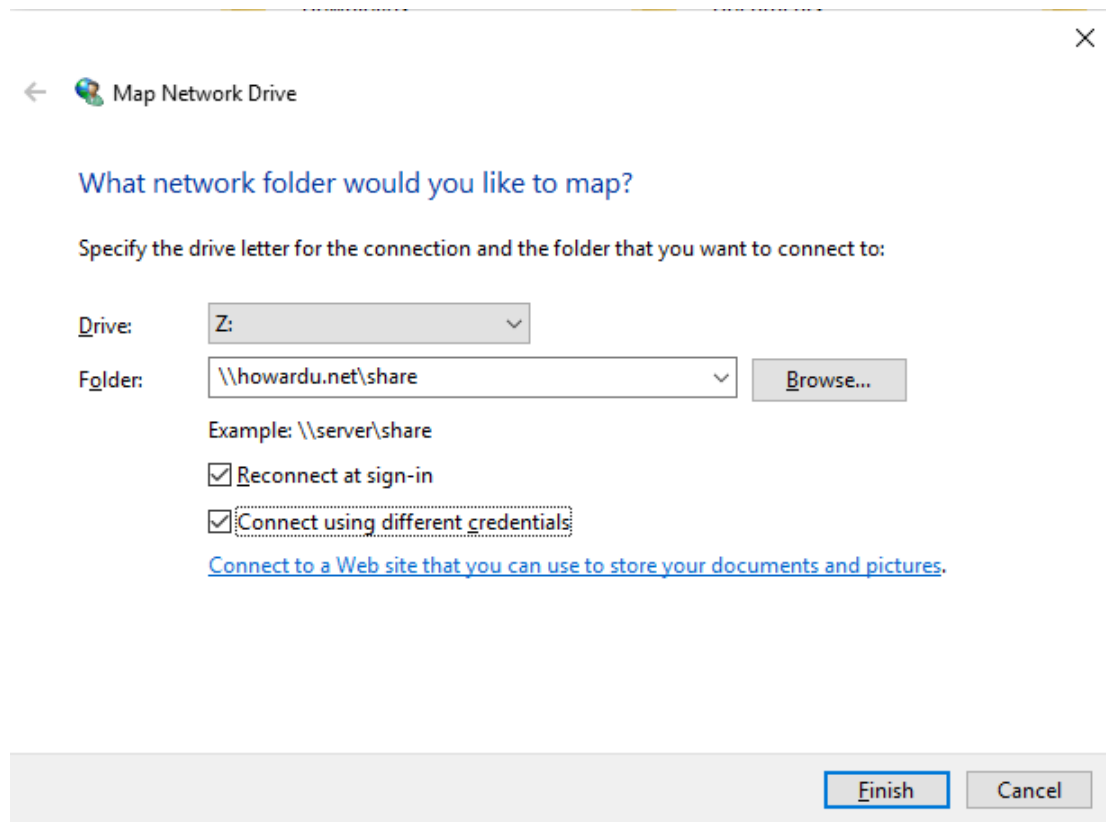 Map Network Drive
What network folder would you like to map?
Specify the drive letter for the connection and the folder that you want to connect to:
Drive: Z:
Folder: \\howardu.net\share Browse...
Example: \\server\share
Reconnect at sign-in
Connect using different credentials
Connect to a Web site that you can use to store your documents and pictures.
Finish Cancel